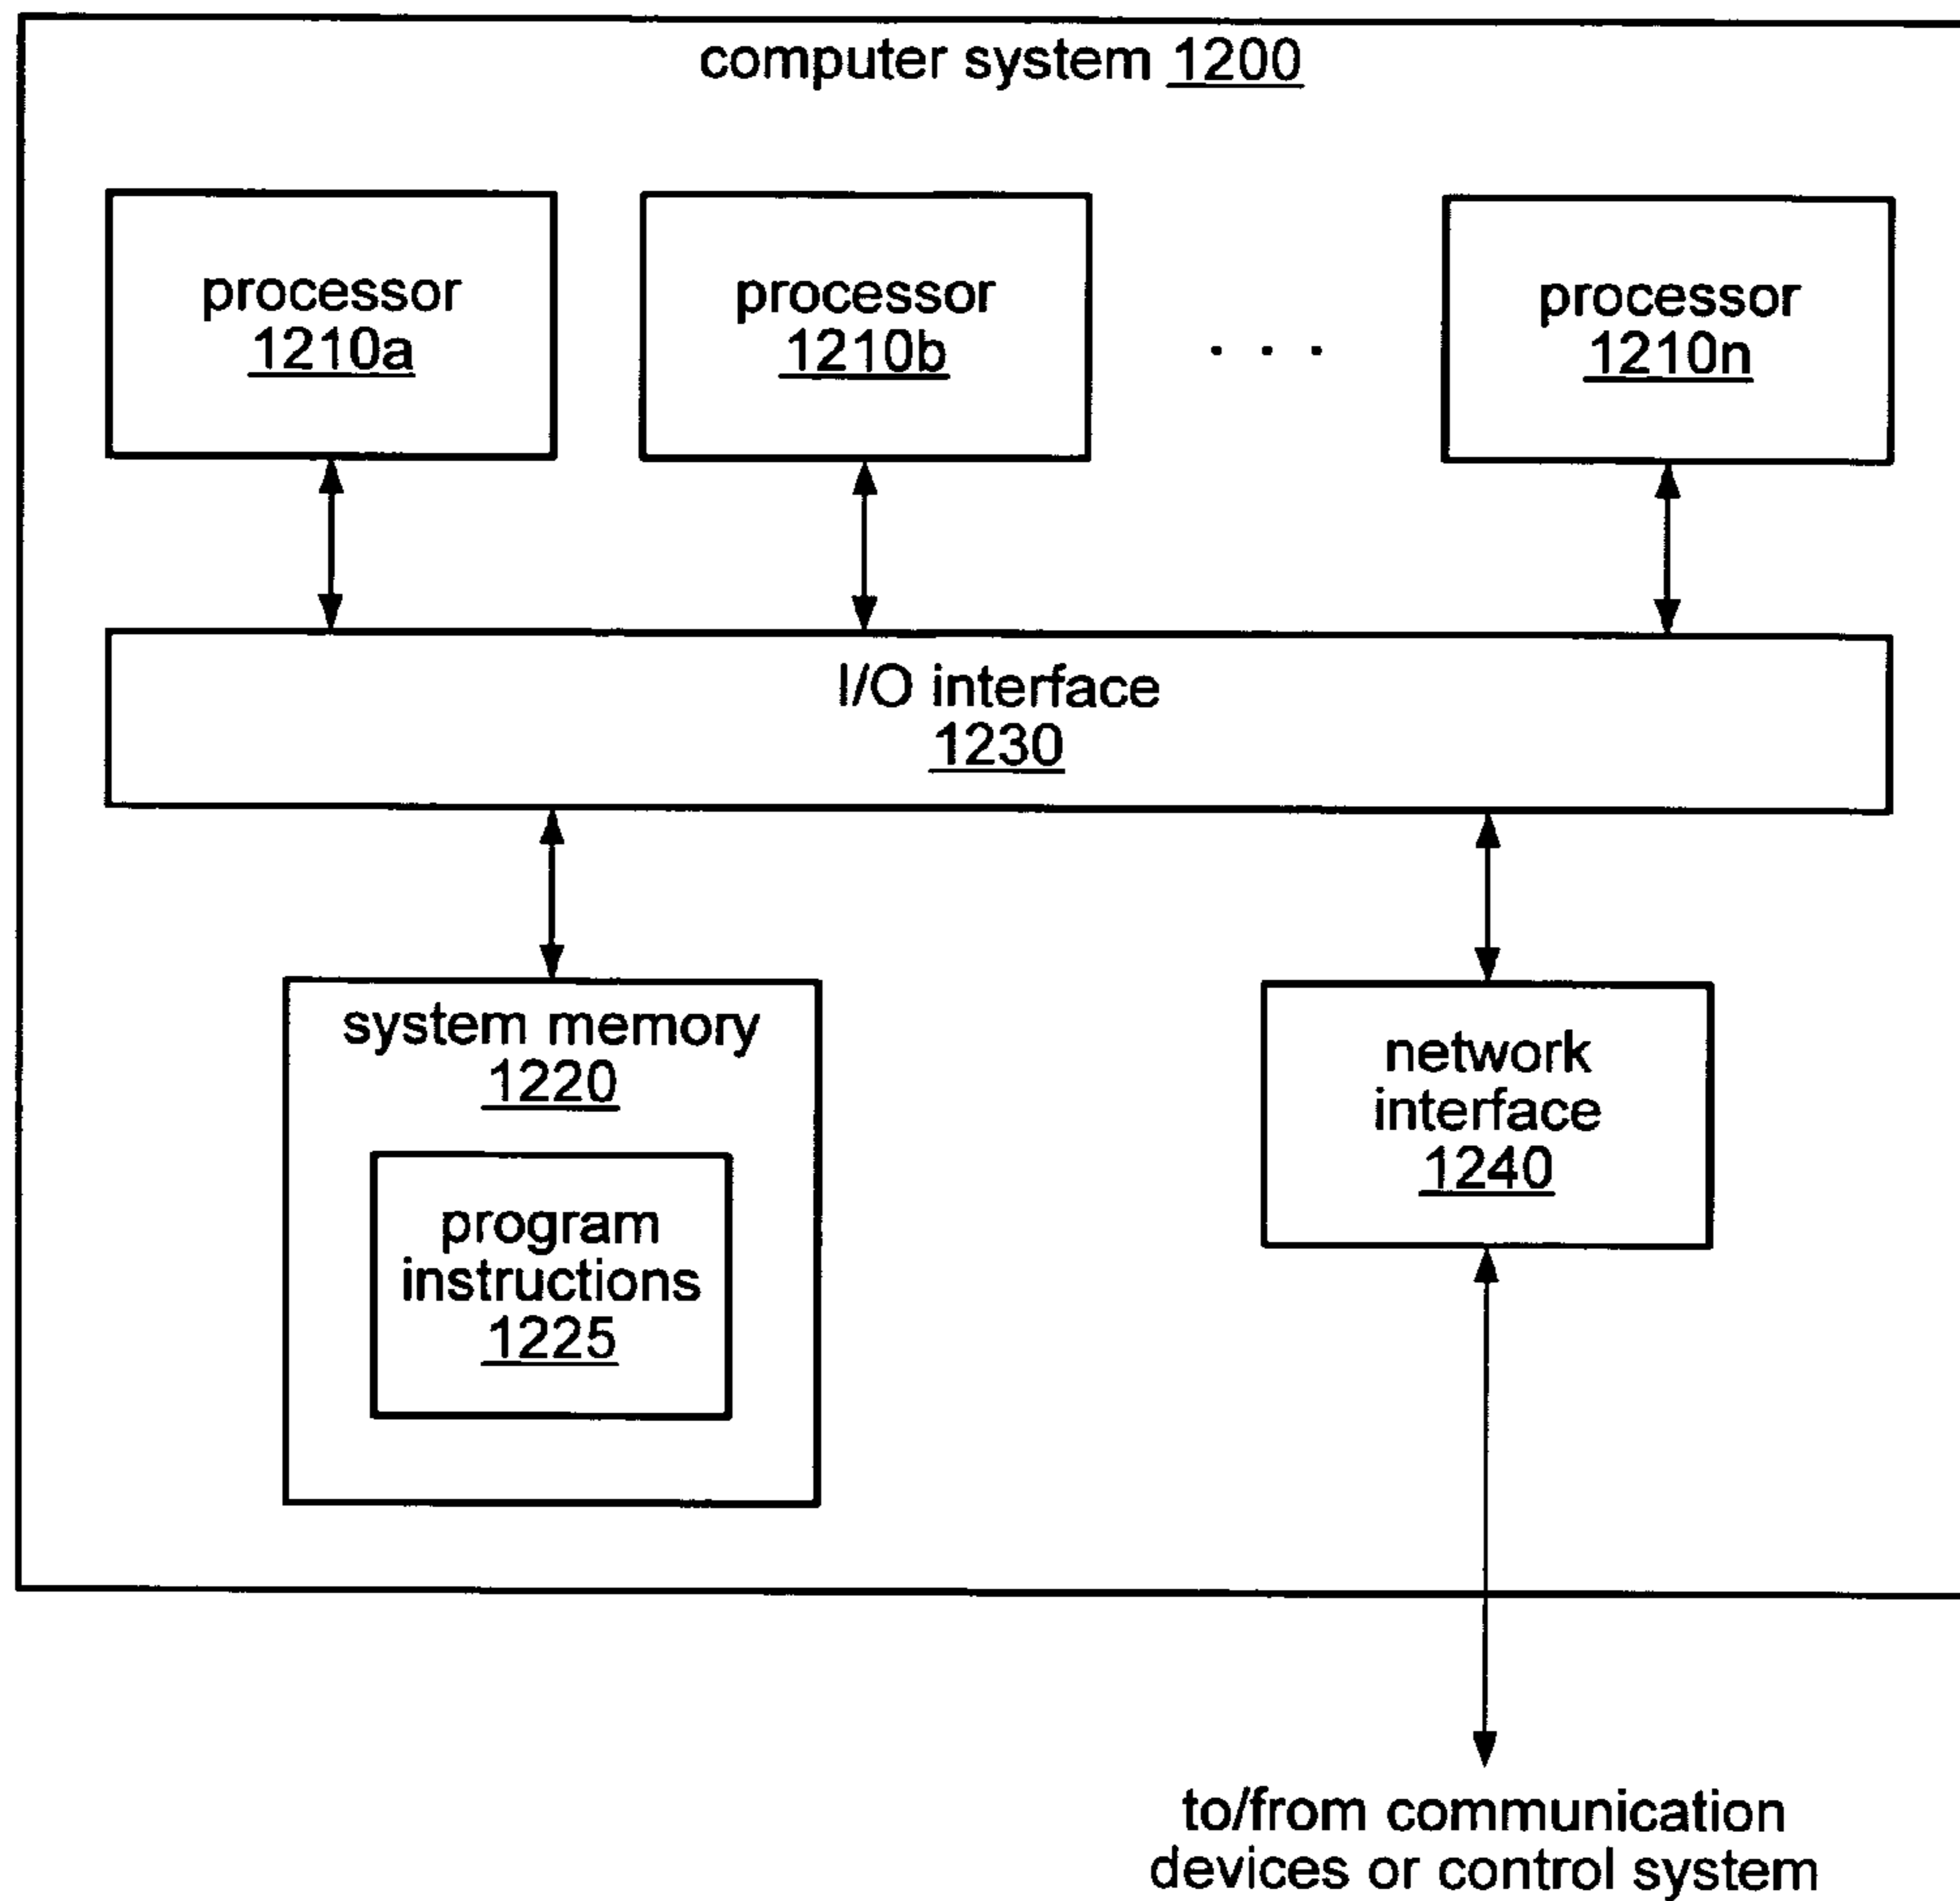 computer system 1200
processor
1210a
processor
1210b
. . .
processor
1210n
I/O interface
1230
system memory
1220
program
instructions
1225
network
interface
1240
to/from communication
devices or control system